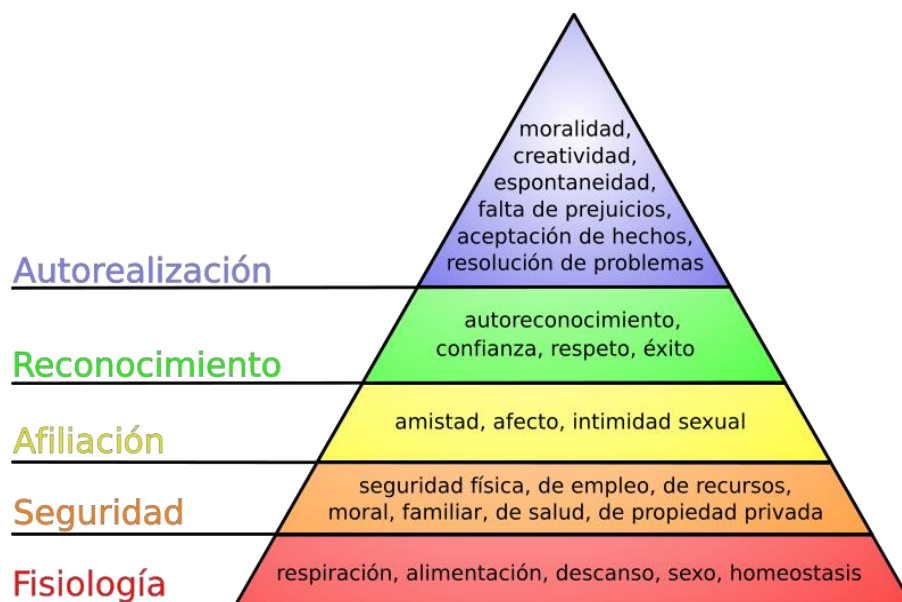 moralidad,
creatividad,
espontaneidad,
falta de prejuicios,
aceptación de hechos,
resolución de problemas
Autorealización
autoreconocimiento,
confianza, respeto, éxito
Reconocimiento
amistad, afecto, intimidad sexual
Afiliación
seguridad física, de empleo, de recursos,
moral, familiar, de salud, de propiedad privada
Seguridad
respiración, alimentación, descanso, sexo, homeostasis
Fisiología